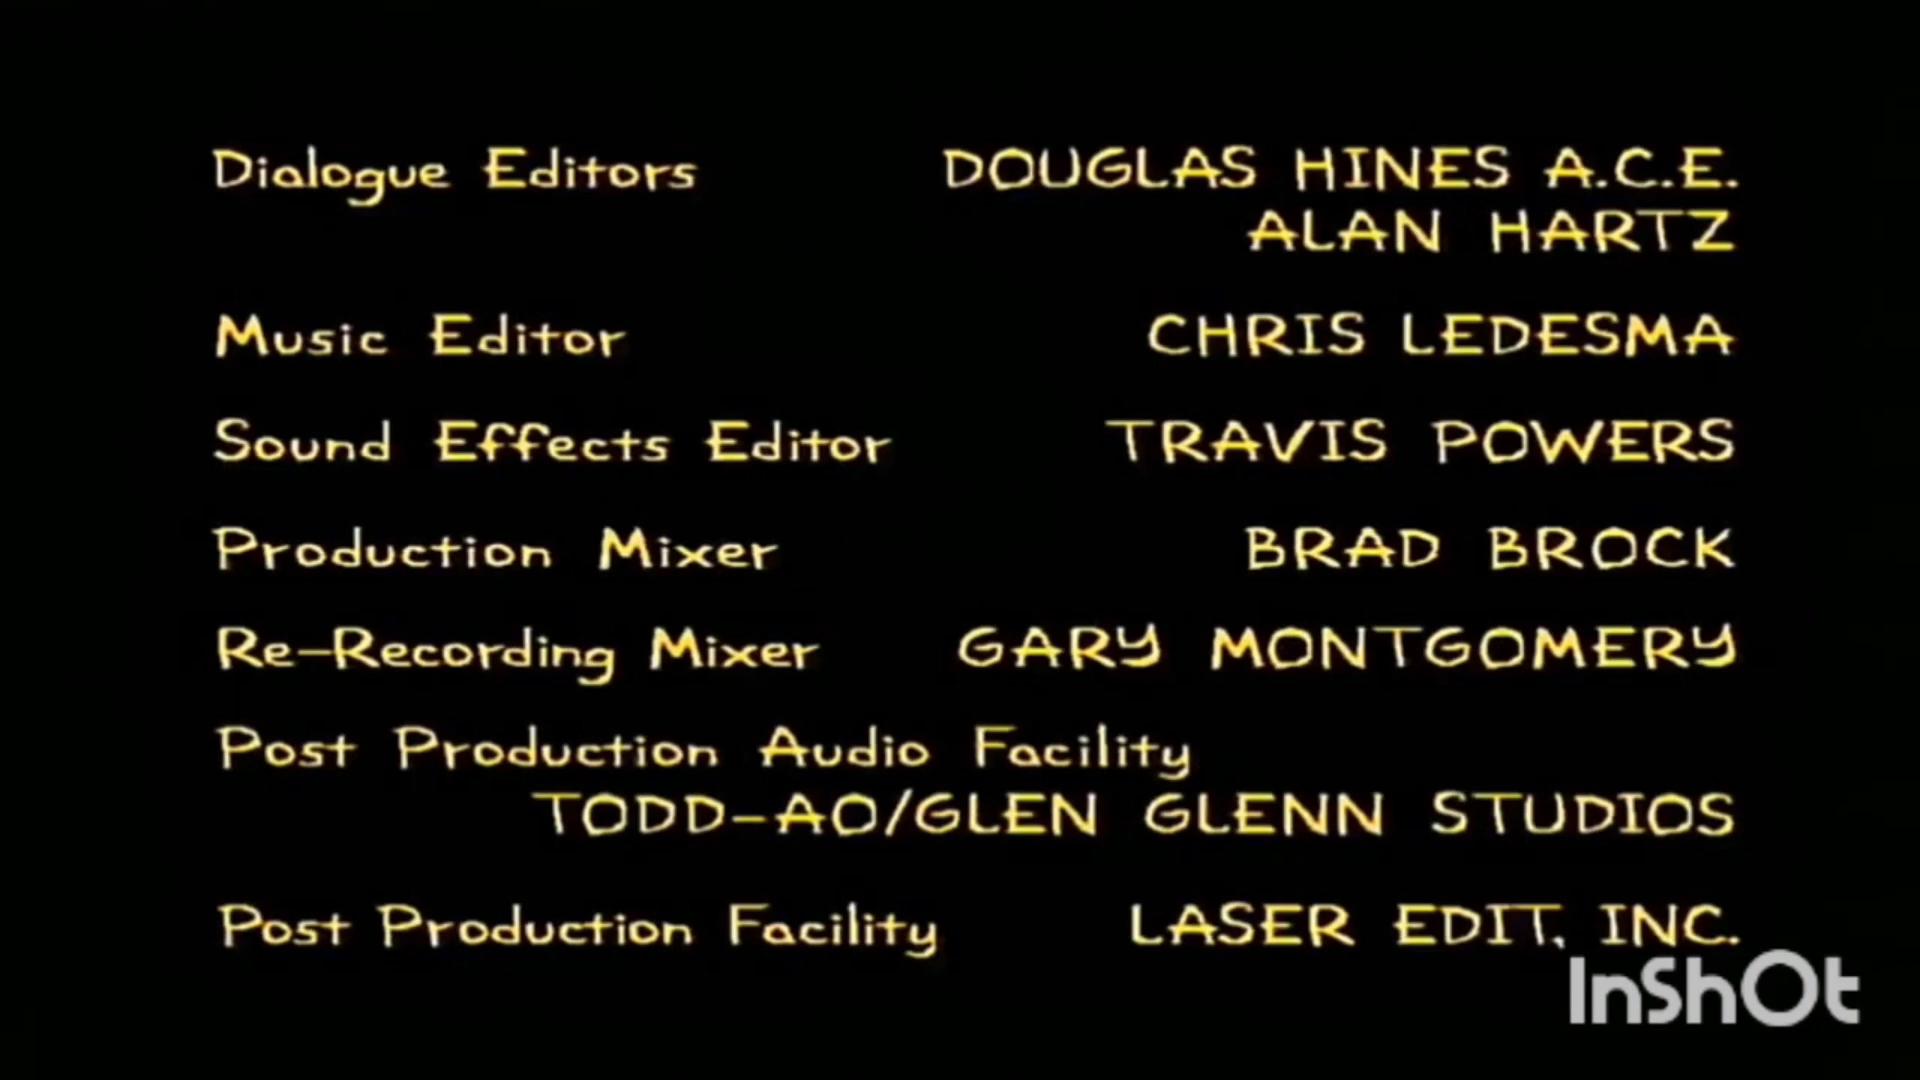 Dialogue Editors DOUGLAS HINES A.C.E.
ALAN HARTZ
Music Editor CHRIS LEDESMA
Sound Effects Editor TRAVIS POWERS
Production Mixer BRAD BROCK
Re-Recording Mixer GARY MONTGOMERY
Post Production Audio Facility
TODD-AO/GLEN GLENN STUDIOS
Post Production Facility LASER EDIT, INC.
InShOt